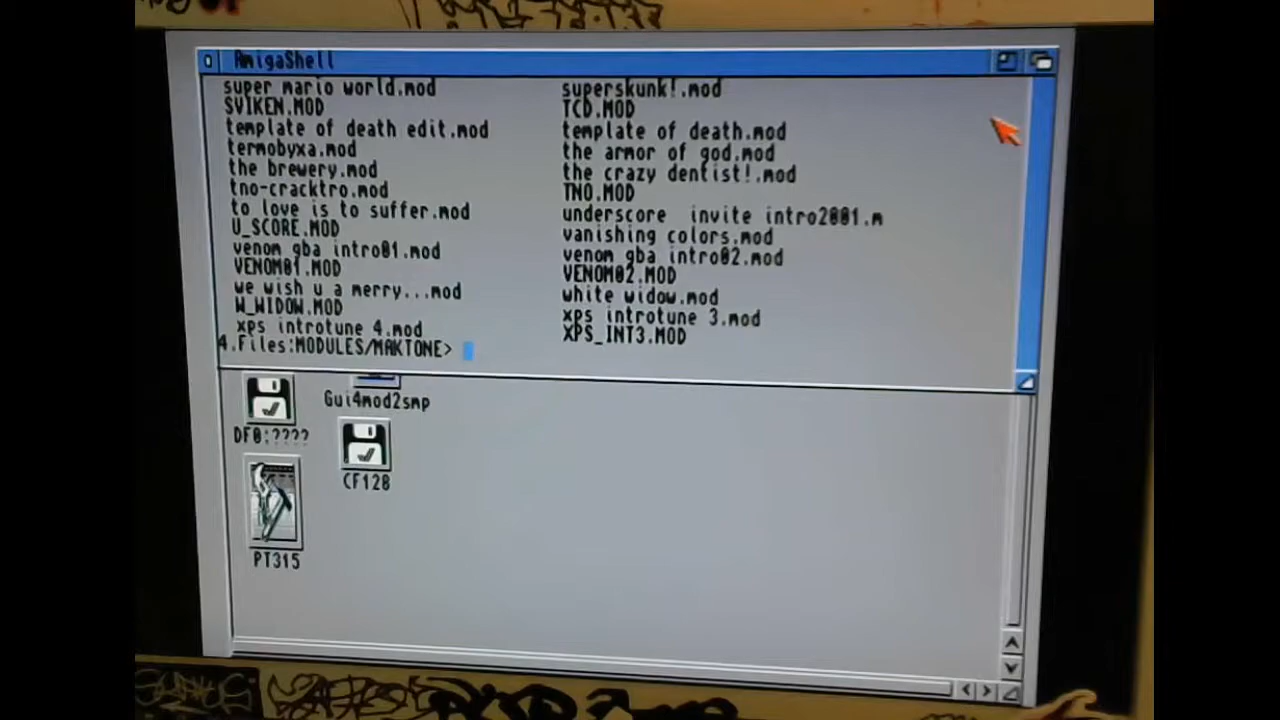 AmigaShell
super mario world.mod superskunk!.mod
SVIKEN.MOD TCD.MOD
template of death edit.mod template of death.mod
termobyxa.mod the armor of god.mod
the brewery.mod the crazy dentist!.mod
tno-cracktro.mod TNO.MOD
to love is to suffer.mod underscore invite intro2001.m
U_SCORE.MOD vanishing colors.mod
venom gba intro01.mod venom gba intro02.mod
VENOM01.MOD VENOM02.MOD
we wish u a merry...mod white widow.mod
W_WIDOW.MOD xps introtune 3.mod
xps introtune 4.mod XPS_INT3.MOD
4.Files:MODULES/MAKTONE>
Gui4mod2smp
DF0:????
CF128
PT315